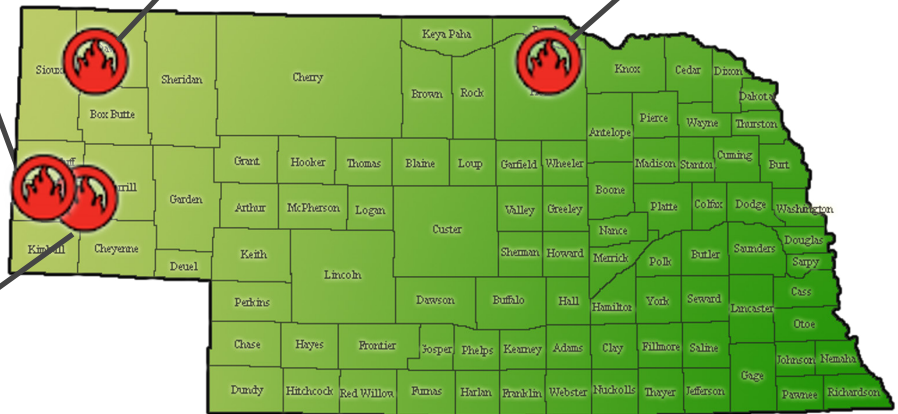 Keya Paha
Knox
Cedar
Dixon
Sheridan
Cherry
Brown
Rock
Dakota
Box Butte
Pierce
Wayne
Thurston
Antelope
Grant
Hooker
Thomas
Blaine
Loup
Garfield
Wheeler
Madison
Stanton
Cuming
Burt
Garden
Boone
Arthur
McPherson
Logan
Custer
Valley
Greeley
Platte
Colfax
Dodge
Washington
Nance
Kimball
Cheyenne
Deuel
Keith
Lincoln
Sherman
Howard
Merrick
Polk
Butler
Saunders
Douglas
Sarpy
Perkins
Dawson
Buffalo
Hall
Hamilton
York
Seward
Lancaster
Cass
Otoe
Chase
Hayes
Frontier
Gosper
Phelps
Kearney
Adams
Clay
Fillmore
Saline
Gage
Johnson
Nemaha
Dundy
Hitchcock
Red Willow
Furnas
Harlan
Franklin
Webster
Nuckolls
Thayer
Jefferson
Pawnee
Richardson